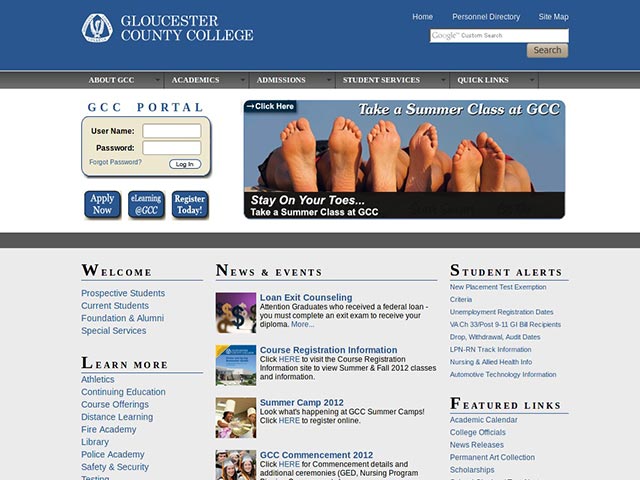 GLOUCESTER
COUNTY COLLEGE
Home Personnel Directory Site Map
Google™ Custom Search
Search
ABOUT GCC ACADEMICS ADMISSIONS STUDENT SERVICES QUICK LINKS
GCC PORTAL
User Name:
Password:
Forgot Password? Log In
Apply Now
eLearning @GCC
Register Today!
Click Here
Take a Summer Class at GCC
Stay On Your Toes...
Take a Summer Class at GCC
WELCOME
Prospective Students
Current Students
Foundation & Alumni
Special Services
LEARN MORE
Athletics
Continuing Education
Course Offerings
Distance Learning
Fire Academy
Library
Police Academy
Safety & Security
Testing
NEWS & EVENTS
Loan Exit Counseling
Attention Graduates who received a federal loan -
you must complete an exit exam to receive your
diploma. More...
Course Registration Information
Click HERE to visit the Course Registration
Information site to view Summer & Fall 2012 classes
and information.
Summer Camp 2012
Look what's happening at GCC Summer Camps!
Click HERE to register online.
GCC Commencement 2012
Click HERE for Commencement details and
additional ceremonies (GED, Nursing Program
STUDENT ALERTS
New Placement Test Exemption
Criteria
Unemployment Registration Dates
VA Ch 33/Post 9-11 GI Bill Recipients
Drop, Withdrawal, Audit Dates
LPN-RN Track Information
Nursing & Allied Health Info
Automotive Technology Information
FEATURED LINKS
Academic Calendar
College Officials
News Releases
Permanent Art Collection
Scholarships